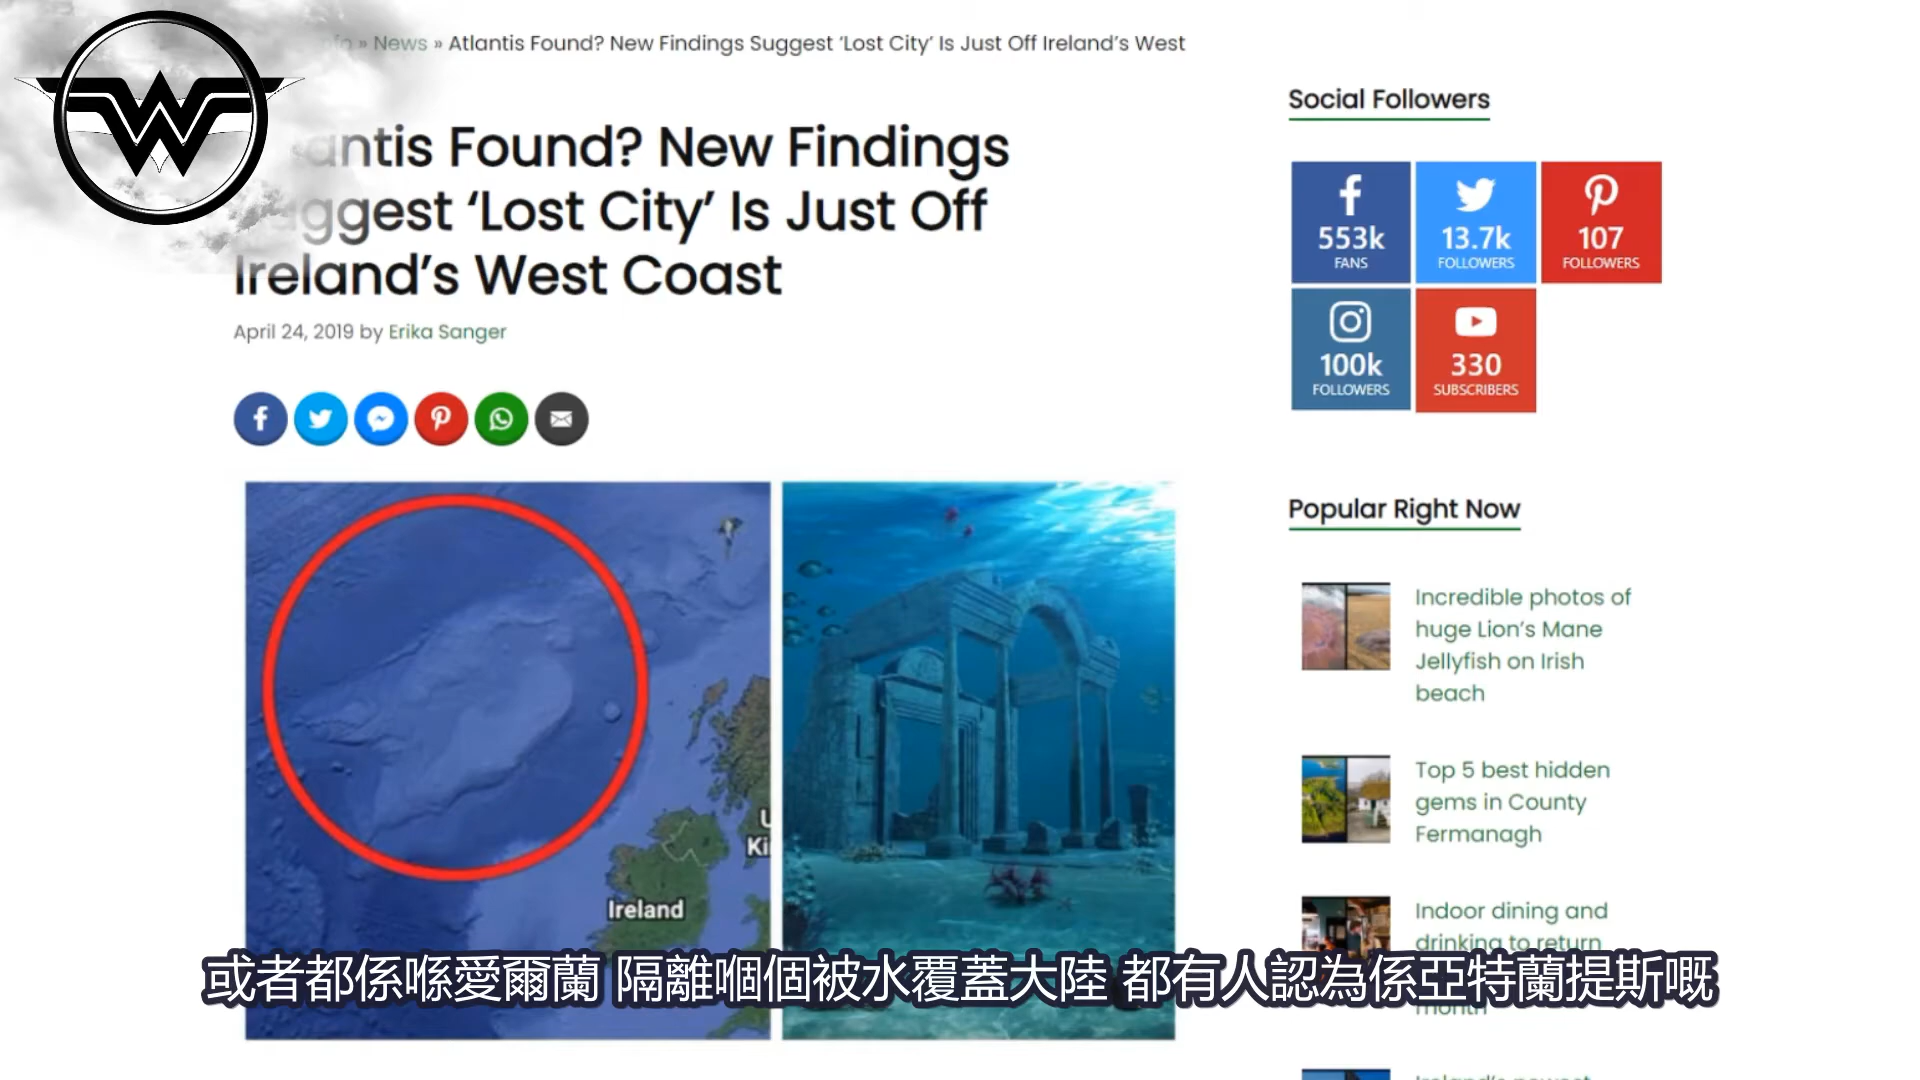 » News » Atlantis Found? New Findings Suggest ‘Lost City’ Is Just Off Ireland’s West
W
Found? New Findings
‘Lost City’ Is Just Off
Ireland’s West Coast
April 24, 2019 by Erika Sanger
Ireland
Social Followers
553k
FANS
13.7k
FOLLOWERS
107
FOLLOWERS
100k
FOLLOWERS
330
SUBSCRIBERS
Popular Right Now
Incredible photos of
huge Lion’s Mane
Jellyfish on Irish
beach
Top 5 best hidden
gems in County
Fermanagh
Indoor dining and
drinking to return
month
或者都係喺愛爾蘭 隔離嗰個被水覆蓋大陸 都有人認為係亞特蘭提斯嘅